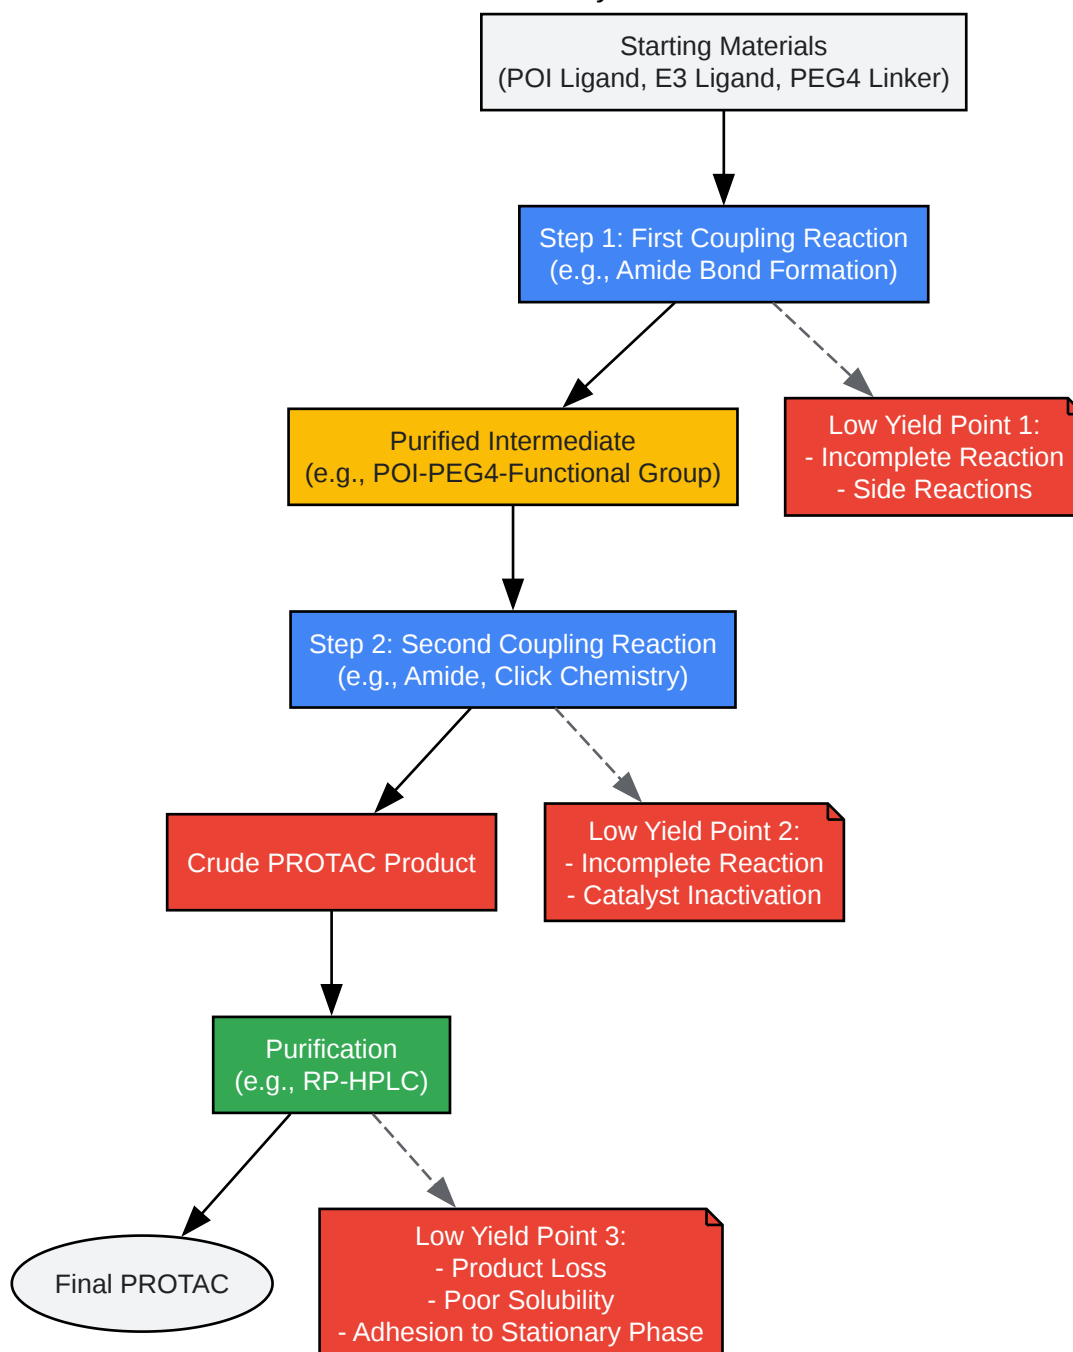 Starting Materials
(POI Ligand, E3 Ligand, PEG4 Linker)
Step 1: First Coupling Reaction
(e.g., Amide Bond Formation)
Purified Intermediate
(e.g., POI-PEG4-Functional Group)
Low Yield Point 1:
- Incomplete Reaction
- Side Reactions
Step 2: Second Coupling Reaction
(e.g., Amide, Click Chemistry)
Crude PROTAC Product
Low Yield Point 2:
- Incomplete Reaction
- Catalyst Inactivation
Purification
(e.g., RP-HPLC)
Final PROTAC
Low Yield Point 3:
- Product Loss
- Poor Solubility
- Adhesion to Stationary Phase